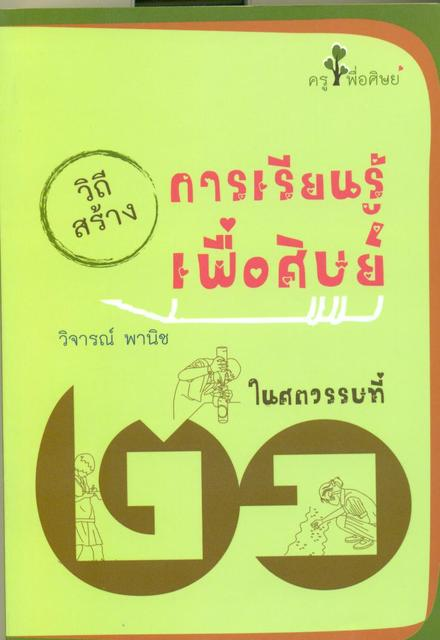 ครูเพื่อศิษย์
วิถี
สร้าง
การเรียนรู้
เพื่อศิษย์
วิจารณ์ พานิช
ในศตวรรษที่
๒๑